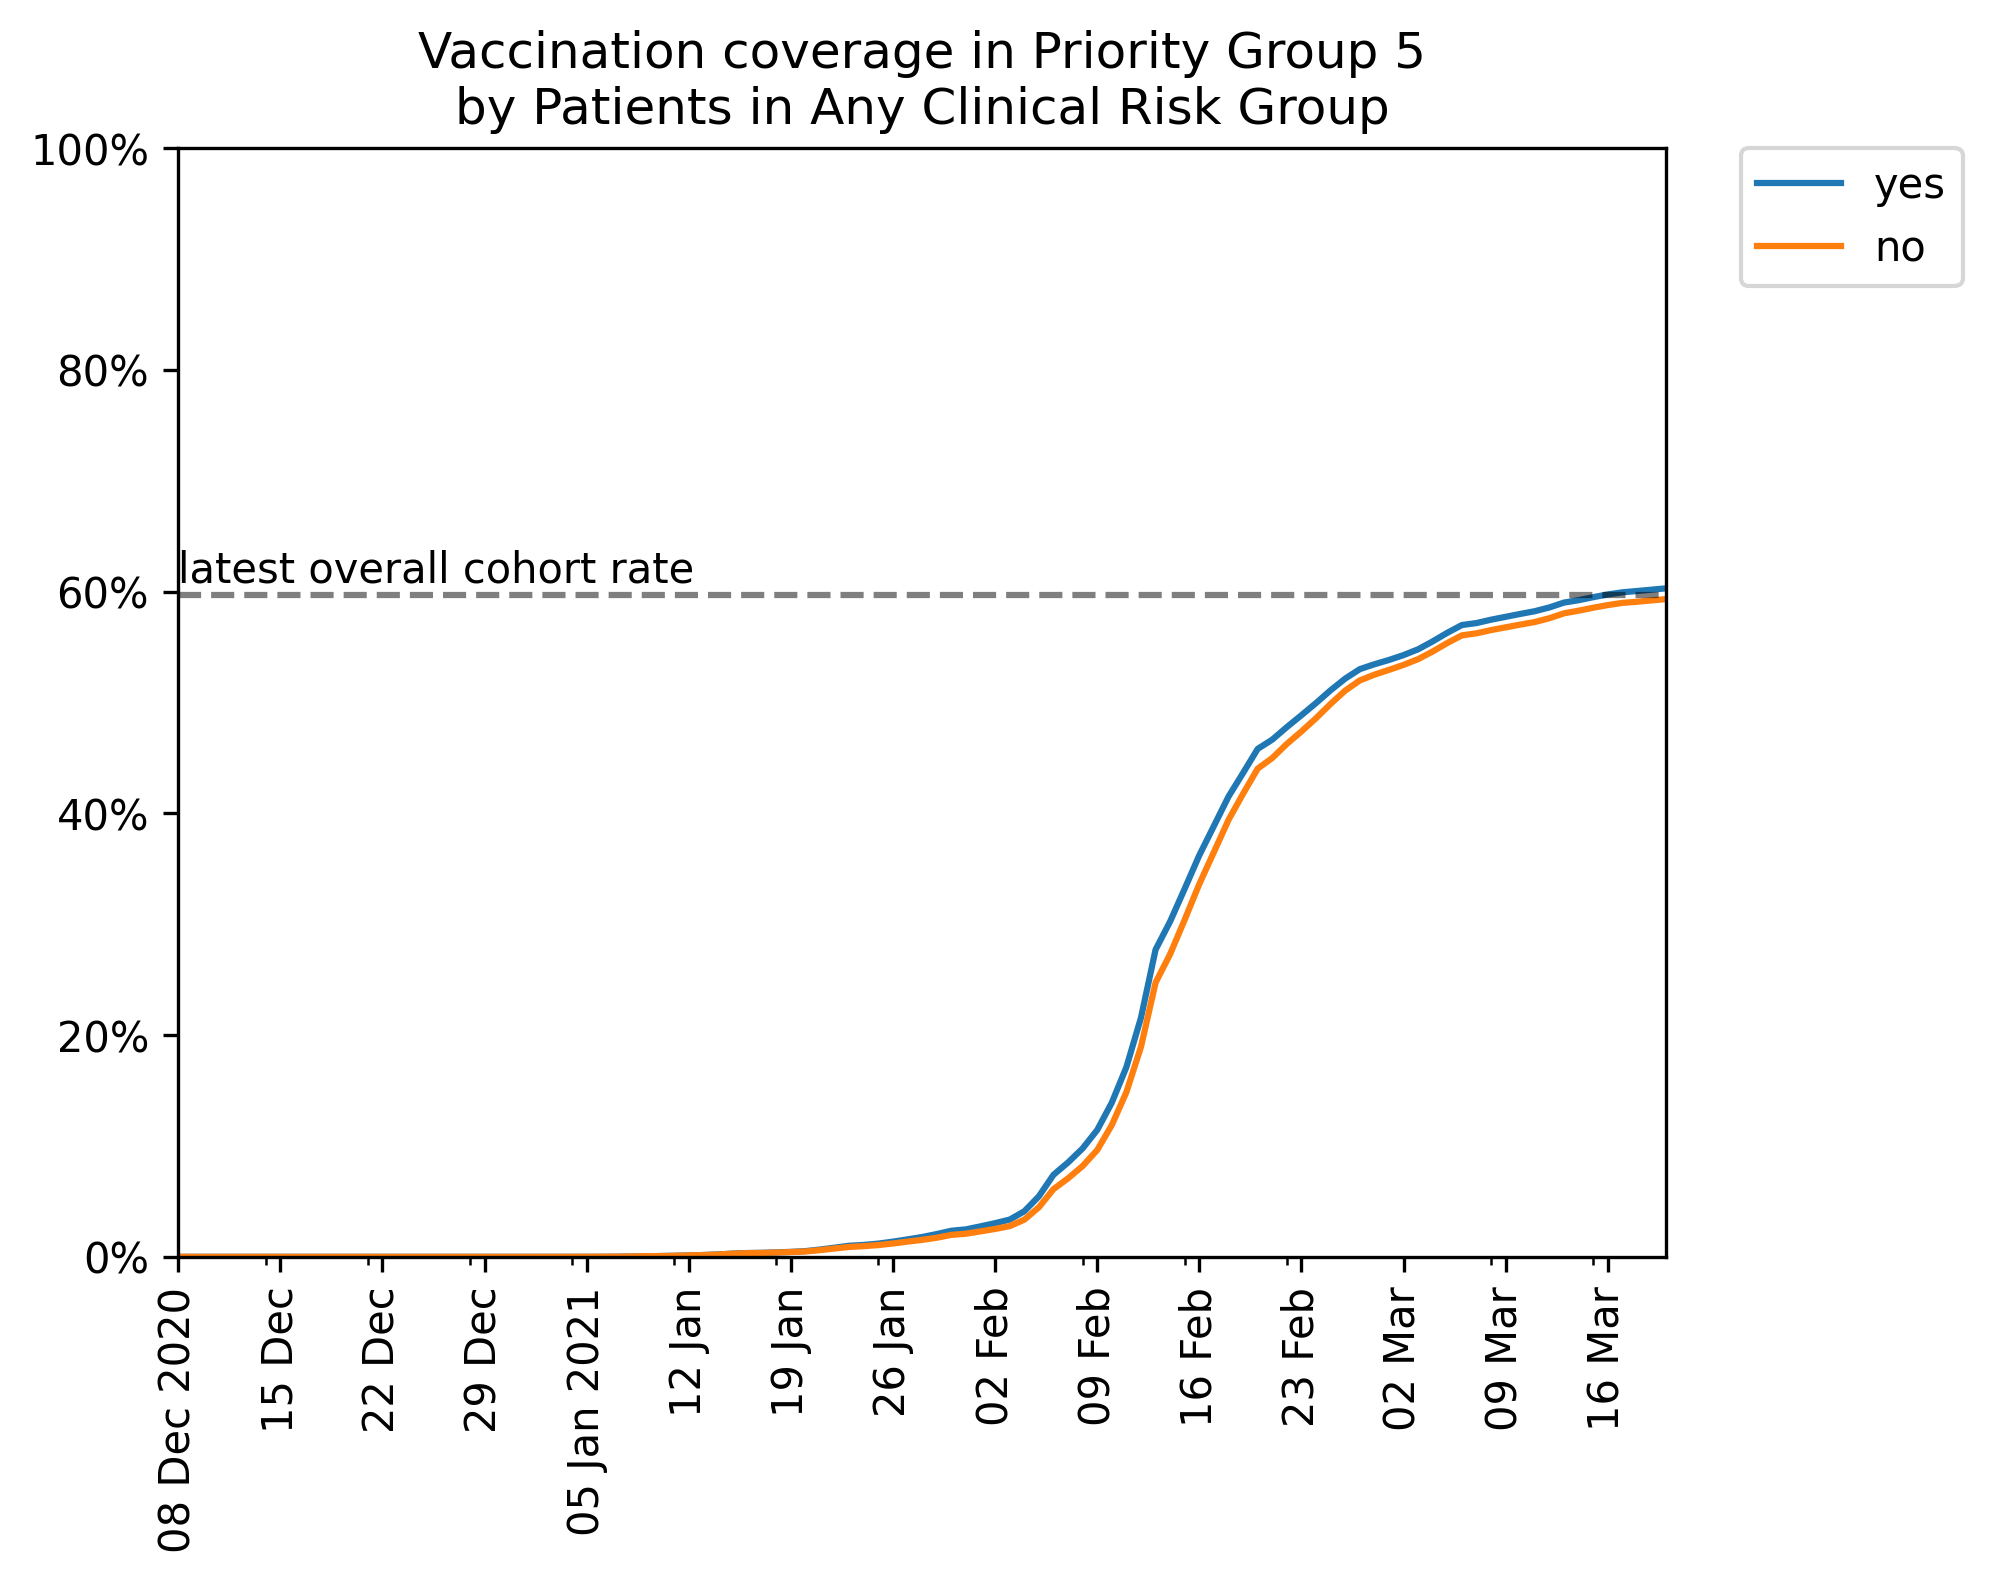 Vaccination coverage in Priority Group 5
by Patients in Any Clinical Risk Group
100%
80%
60%
40%
20%
0%
latest overall cohort rate
yes
no
08 Dec 2020
15 Dec
22 Dec
29 Dec
05 Jan 2021
12 Jan
19 Jan
26 Jan
02 Feb
09 Feb
16 Feb
23 Feb
02 Mar
09 Mar
16 Mar